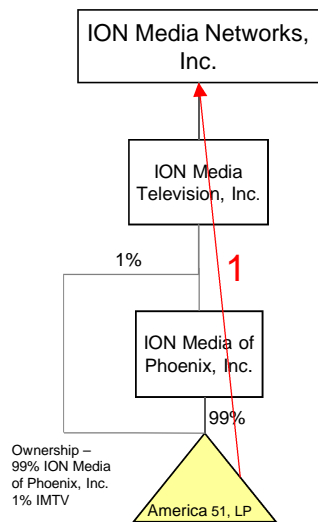 ION Media Networks,
Inc.
ION Media
Television, Inc.
1%
1
ION Media of
Phoenix, Inc.
99%
Ownership –
99% ION Media
of Phoenix, Inc.
1% IMTV
America 51, LP